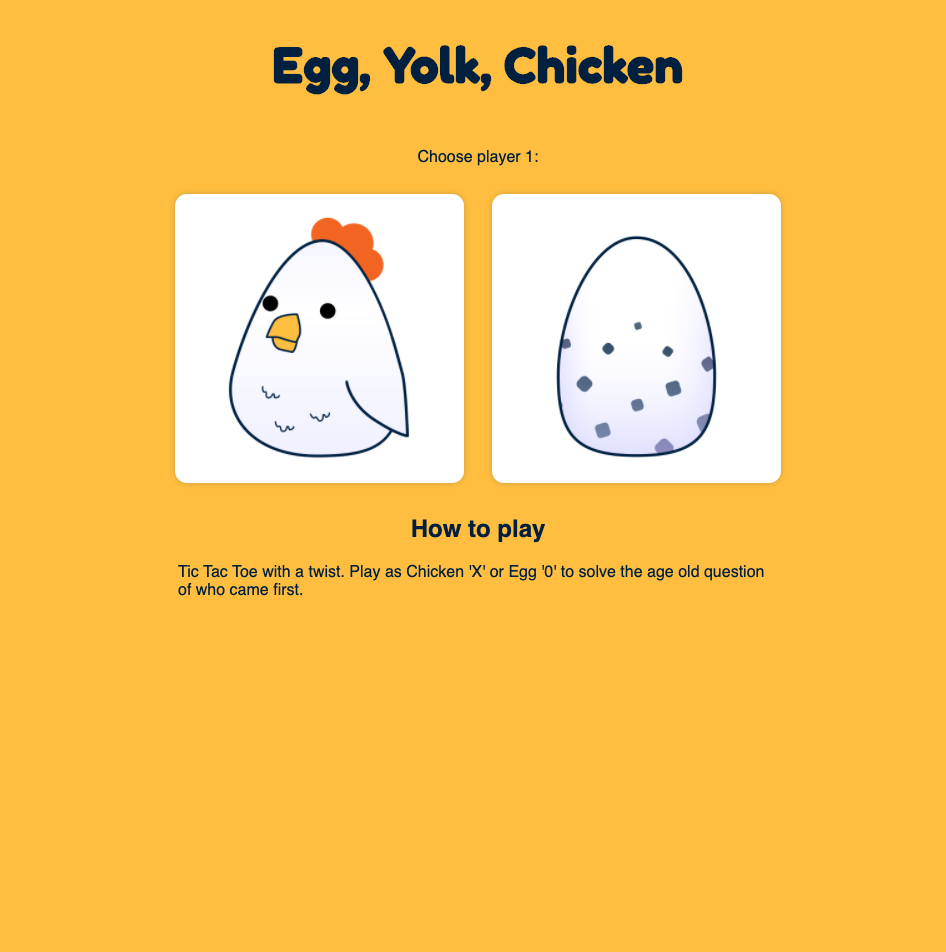 Egg, Yolk, Chicken
Choose player 1:
How to play
Tic Tac Toe with a twist. Play as Chicken 'X' or Egg '0' to solve the age old question
of who came first.